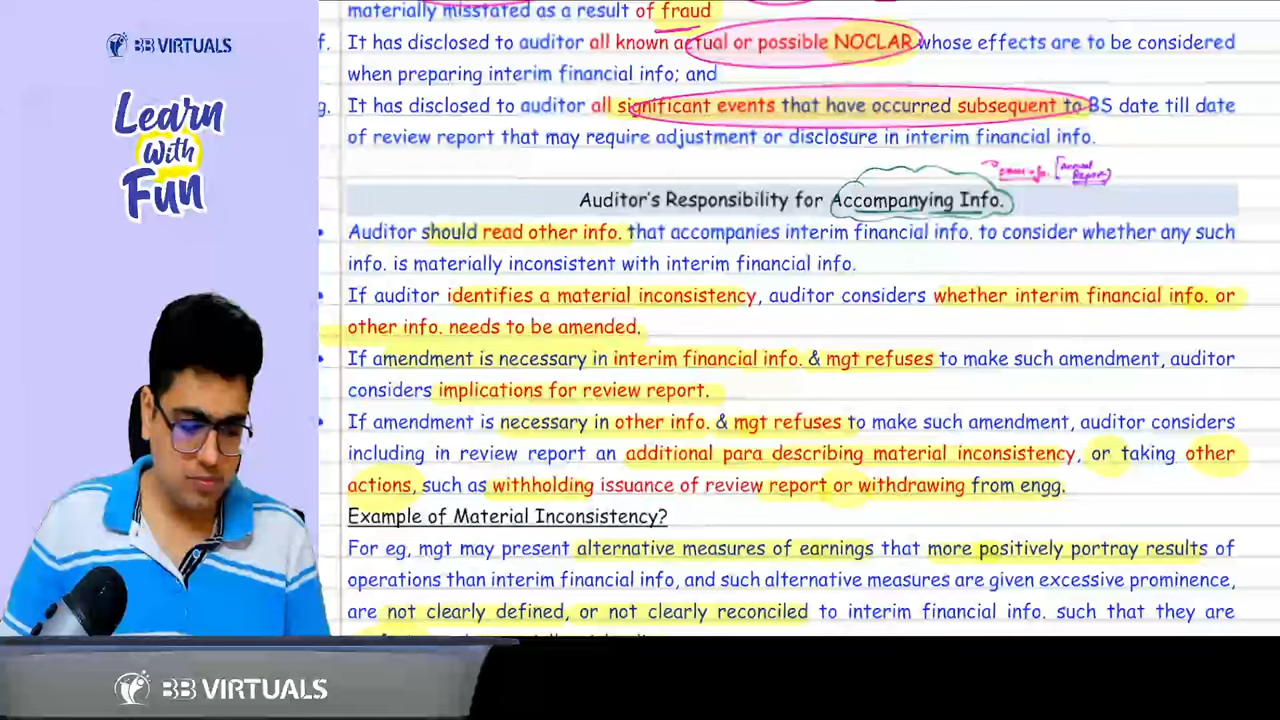 materially misstated as a result of fraud
BB VIRTUALS
f. It has disclosed to auditor all known actual or possible NOCLAR whose effects are to be considered
when preparing interim financial info; and
g. It has disclosed to auditor all significant events that have occurred subsequent to BS date till date
of review report that may require adjustment or disclosure in interim financial info.
Learn
With
Fun
[Annual
Report]
Auditor's Responsibility for Accompanying Info.
• Auditor should read other info. that accompanies interim financial info. to consider whether any such
info. is materially inconsistent with interim financial info.
• If auditor identifies a material inconsistency, auditor considers whether interim financial info. or
other info. needs to be amended.
• If amendment is necessary in interim financial info. & mgt refuses to make such amendment, auditor
considers implications for review report.
• If amendment is necessary in other info. & mgt refuses to make such amendment, auditor considers
including in review report an additional para describing material inconsistency, or taking other
actions, such as withholding issuance of review report or withdrawing from engg.
Example of Material Inconsistency?
For eg, mgt may present alternative measures of earnings that more positively portray results of
operations than interim financial info, and such alternative measures are given excessive prominence,
are not clearly defined, or not clearly reconciled to interim financial info. such that they are
BB VIRTUALS